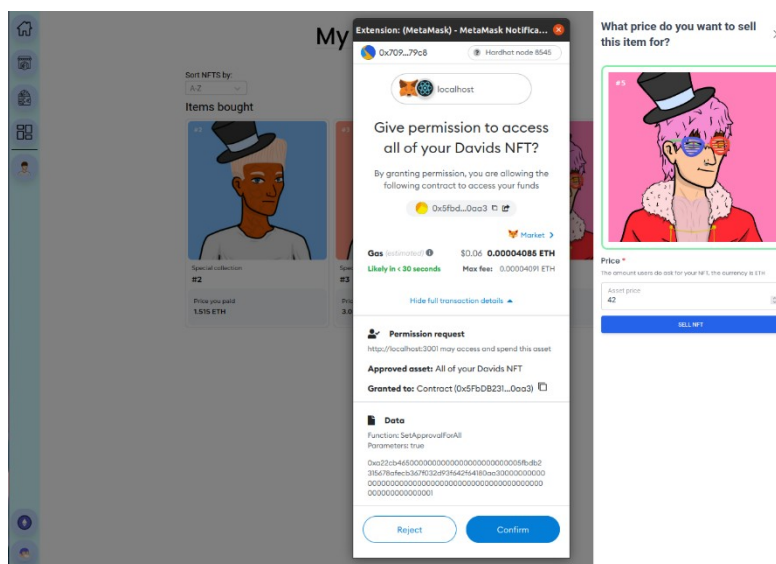 My
Sort NFTS by:
A-Z
Items bought
#3
Special collection
#2
Price you paid
1.515 ETH
#3
3.0
Extension: (MetaMask) - MetaMask Notifica...
0x709...79c8
Hardhat node 8545
localhost
Give permission to access
all of your Davids NFT?
By granting permission, you are allowing the
following contract to access your funds
0x5fbd...0aa3
Market >
Gas (estimated) $0.06 0.00004085 ETH
Likely in < 30 seconds Max fee: 0.00004091 ETH
Hide full transaction details
Permission request
http://localhost:3001 may access and spend this asset
Approved asset: All of your Davids NFT
Granted to: Contract (0x5FbDB231...0aa3)
Data
Function: SetApprovalForAll
Parameters: true
Reject
Confirm
What price do you want to sell
this item for?
#5
Price *
The amount users do ask for your NFT, the currency is ETH
Asset price
42
SELL NFT